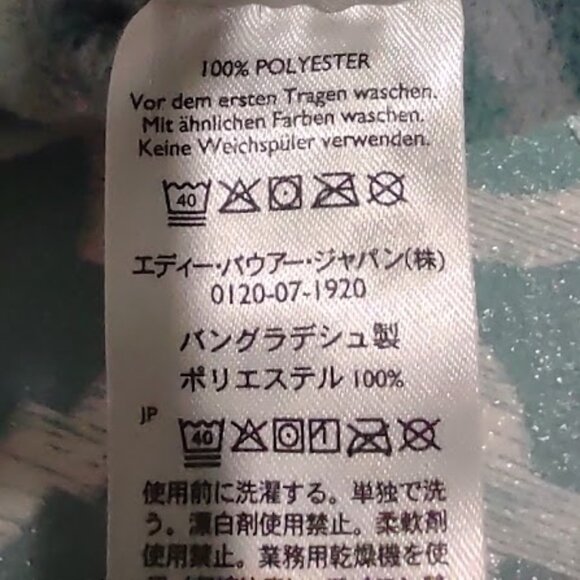 100% POLYESTER
Vor dem ersten Tragen waschen.
Mit ähnlichen Farben waschen.
Keine Weichspüler verwenden.
40
エディー・バウアー・ジャパン(株)
0120-07-1920
バングラデシュ製
ポリエステル 100%
JP
40
使用前に洗濯する。単独で洗
う。漂白剤使用禁止。柔軟剤
使用禁止。業務用乾燥機を使